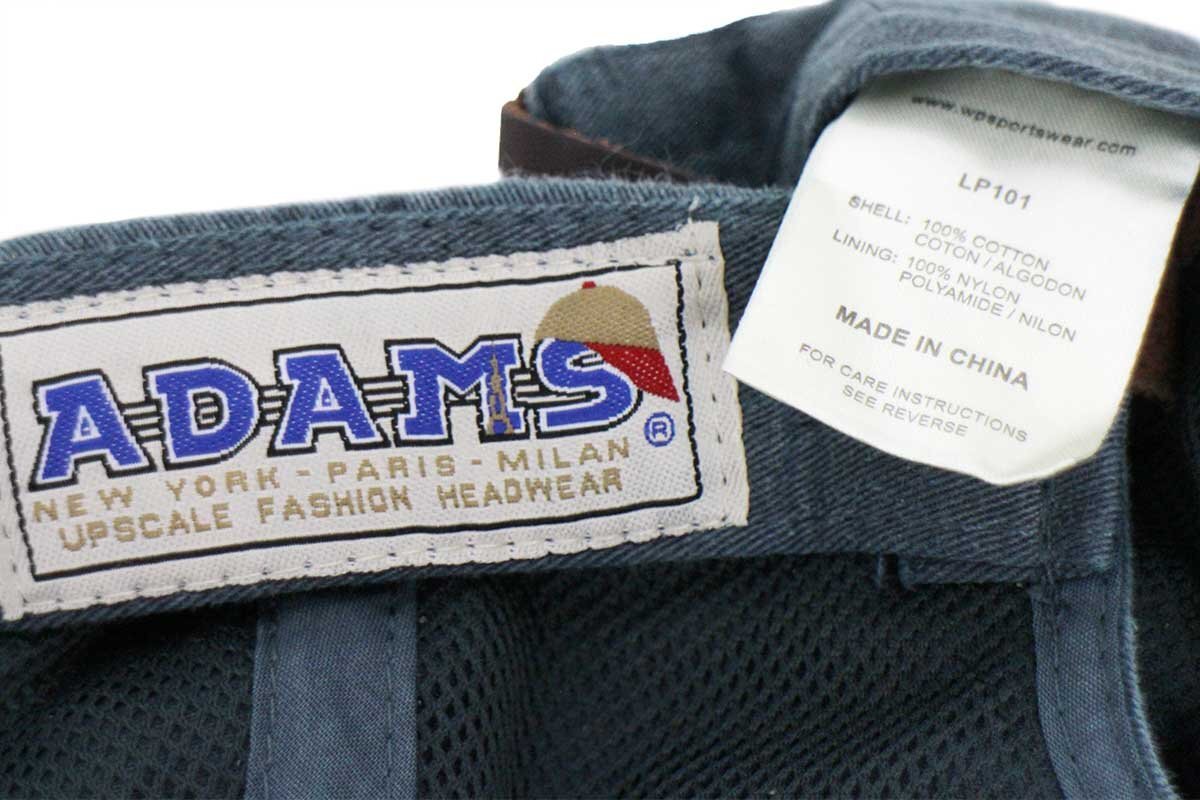 ADAMS®
NEW YORK - PARIS - MILAN
UPSCALE FASHION HEADWEAR
www.wpsportswear.com
LP101
SHELL: 100% COTTON
COTON / ALGODON
LINING: 100% NYLON
POLYAMIDE / NILON
MADE IN CHINA
FOR CARE INSTRUCTIONS
SEE REVERSE